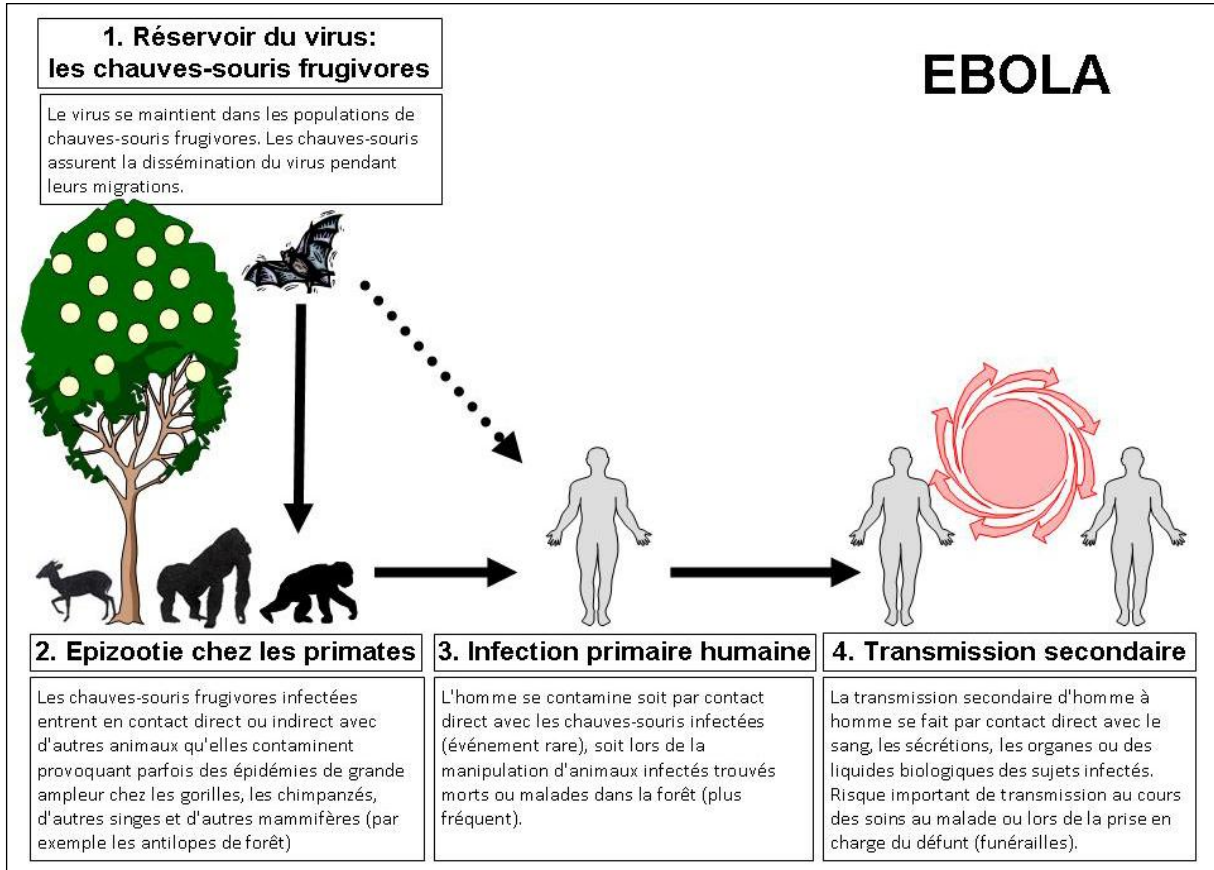 1. Réservoir du virus:
les chauves-souris frugivores
EBOLA
Le virus se maintient dans les populations de
chauves-souris frugivores. Les chauves-souris
assurent la dissémination du virus pendant
leurs migrations.
2. Epizootie chez les primates
Les chauves-souris frugivores infectées
entrent en contact direct ou indirect avec
d'autres animaux qu'elles contaminent
provoquant parfois des épidémies de grande
ampleur chez les gorilles, les chimpanzés,
d'autres singes et d'autres mammifères (par
exemple les antilopes de forêt)
3. Infection primaire humaine
L'homme se contamine soit par contact
direct avec les chauves-souris infectées
(événement rare), soit lors de la
manipulation d'animaux infectés trouvés
morts ou malades dans la forêt (plus
fréquent).
4. Transmission secondaire
La transmission secondaire d'homme à
homme se fait par contact direct avec le
sang, les sécrétions, les organes ou des
liquides biologiques des sujets infectés.
Risque important de transmission au cours
des soins au malade ou lors de la prise en
charge du défunt (funérailles).